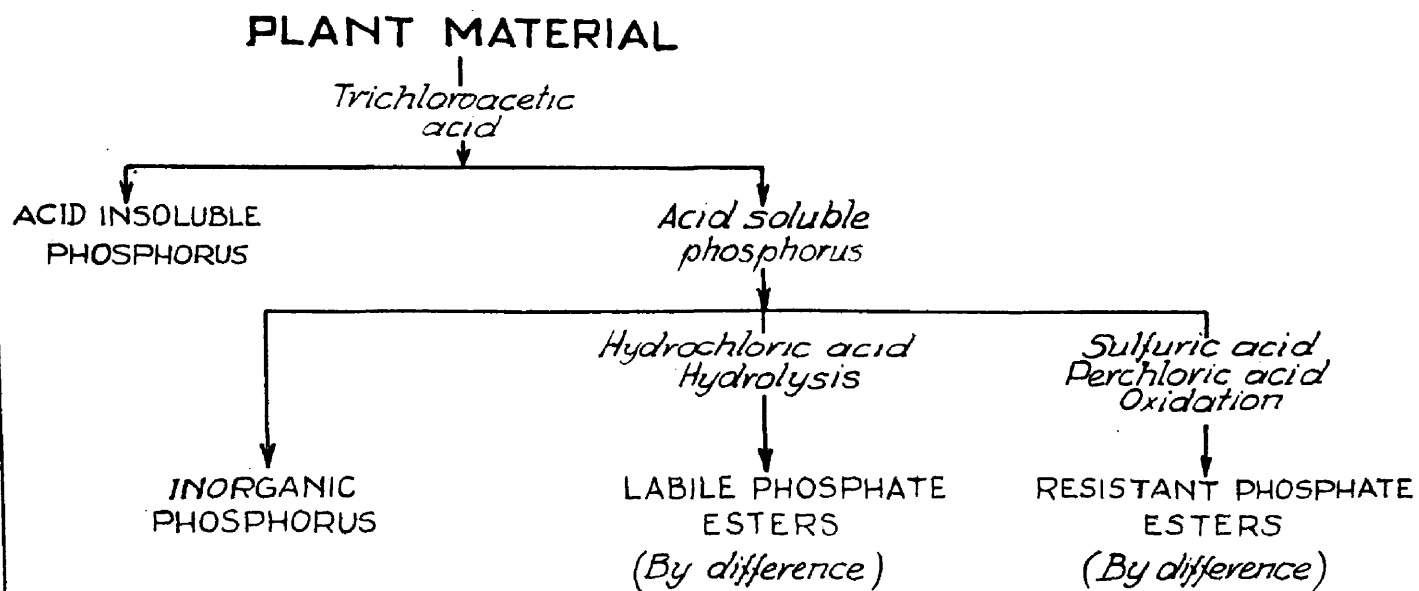 PLANT MATERIAL
Trichloroacetic
acid
ACID INSOLUBLE
PHOSPHORUS
Acid soluble
phosphorus
Hydrochloric acid
Hydrolysis
Sulfuric acid
Perchloric acid
Oxidation
INORGANIC
PHOSPHORUS
LABILE PHOSPHATE
ESTERS
(By difference)
RESISTANT PHOSPHATE
ESTERS
(By difference)